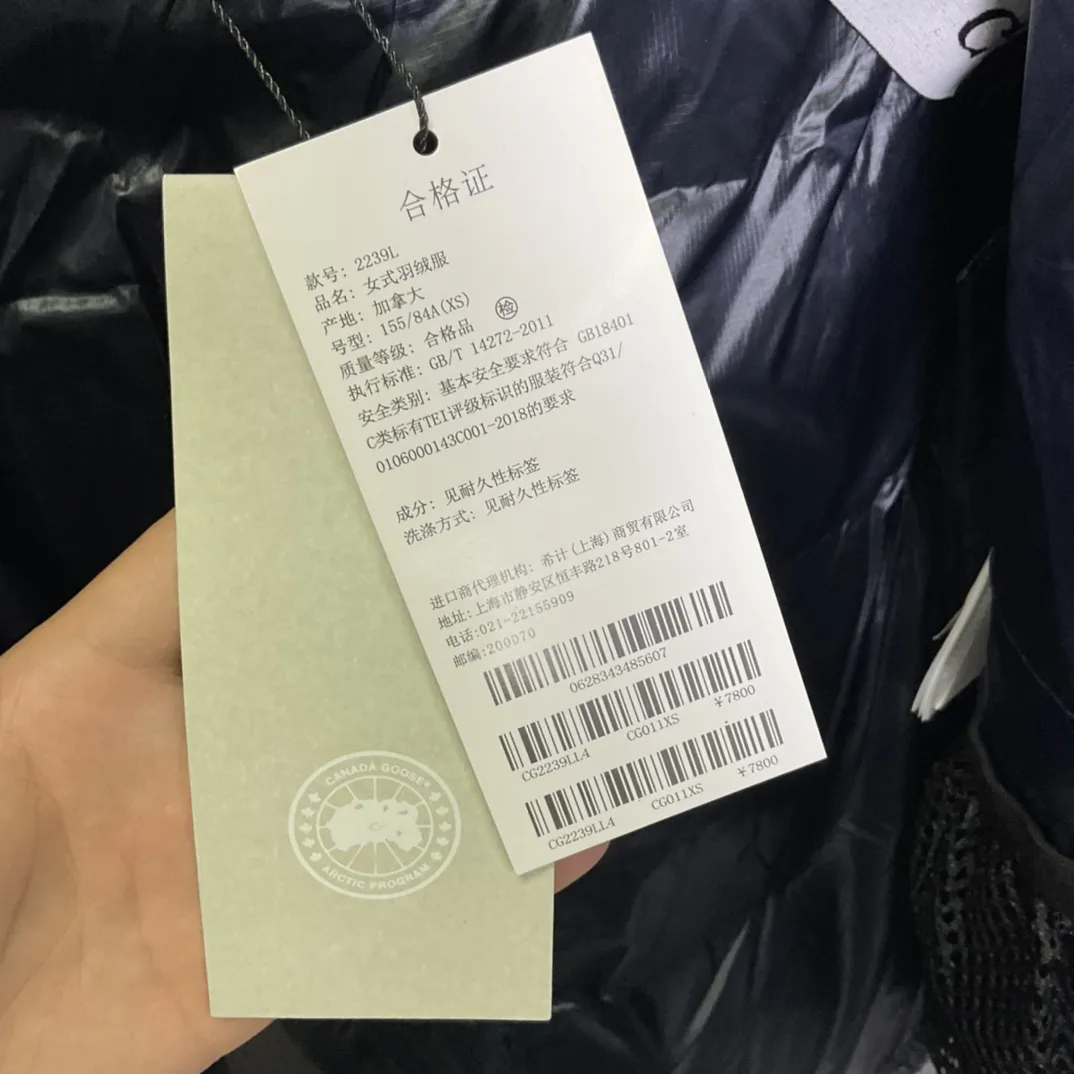 合格证
款号: 2239L
品名: 女式羽绒服
产地: 加拿大
号型: 155/84A(XS)
质量等级: 合格品 检
执行标准: GB/T 14272-2011
安全类别: 基本安全要求符合 GB18401
C类标有TEI评级标识的服装符合Q31/
0106000143C001-2018的要求
成分: 见耐久性标签
洗涤方式: 见耐久性标签
进口商代理机构: 希计(上海)商贸有限公司
地址:上海市静安区恒丰路218号801-2室
电话:021-22155909
邮编:200070
0628343485607
CG2239LL4 CG011XS ¥7800
CG2239LL4 CG011XS ¥7800
CANADA GOOSE®
ARCTIC PROGRAM